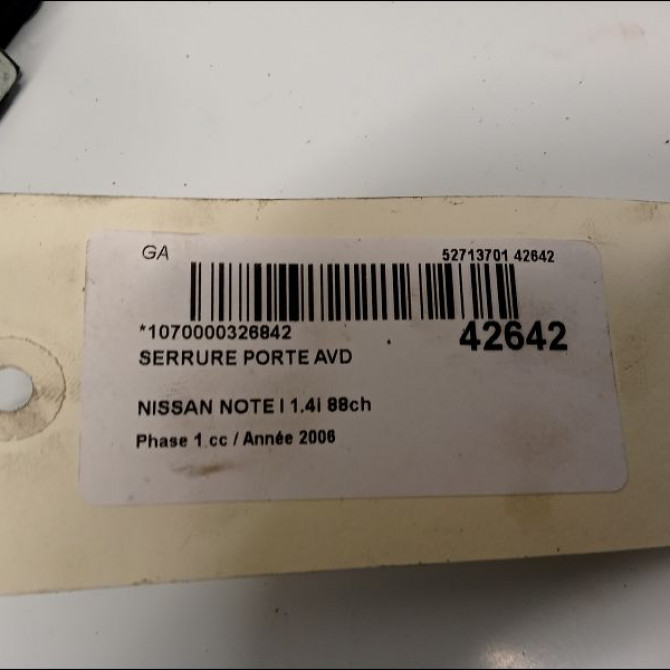 GA
52713701 42642
*1070000326842
42642
SERRURE PORTE AVD
NISSAN NOTE I 1.4i 88ch
Phase 1 cc / Année 2006